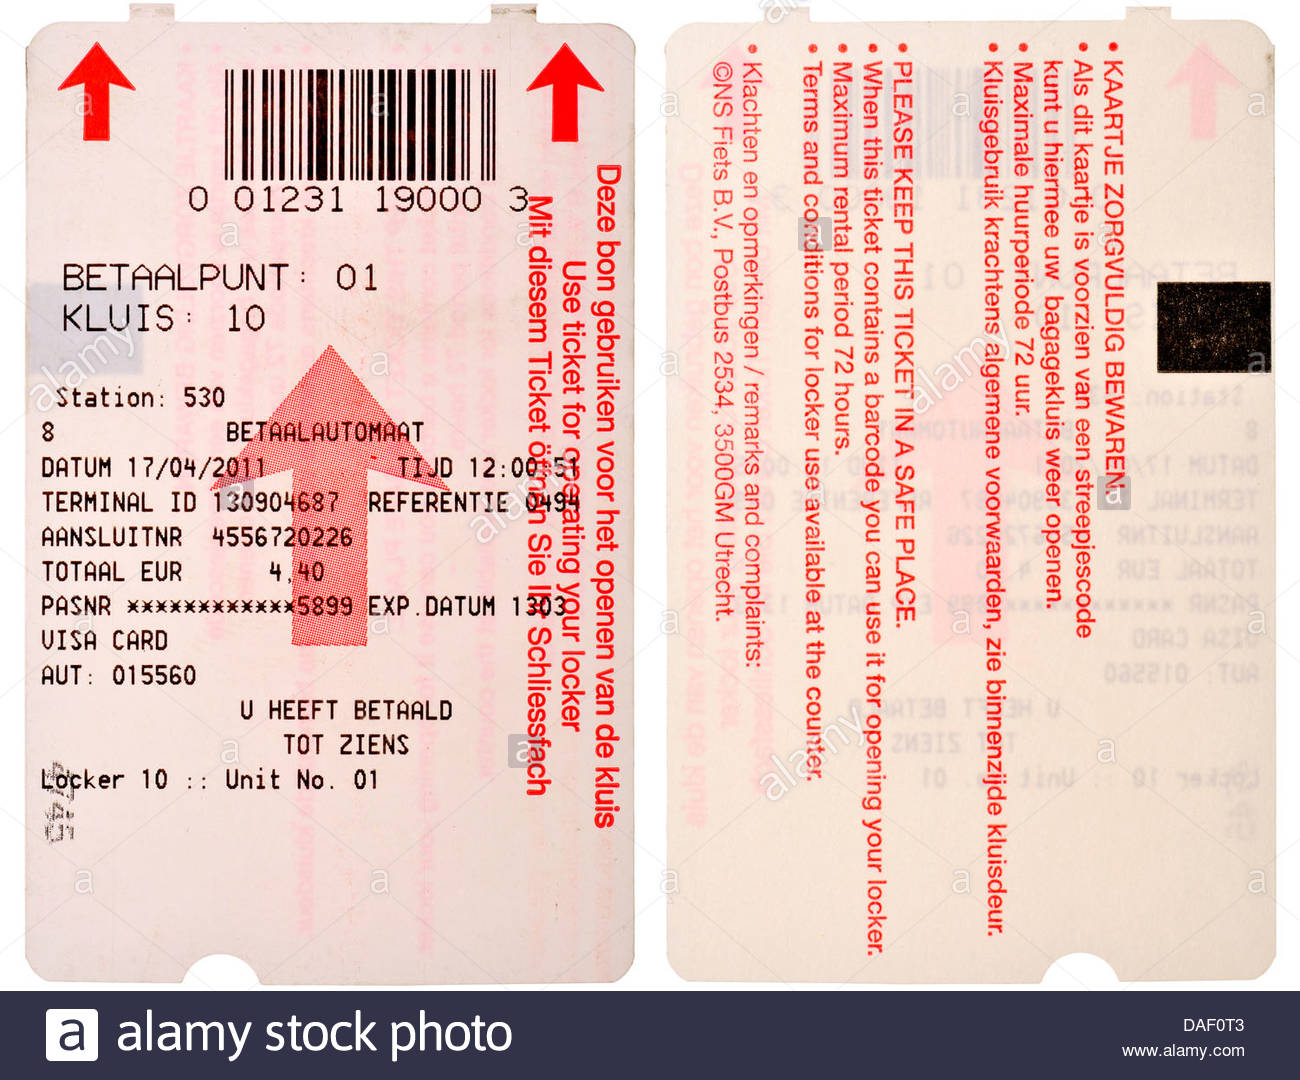 0 01231 19000 3
BETAALPUNT: 01
KLUIS: 10
Station: 530
8 BETAALAUTOMAAT
DATUM 17/04/2011 TIJD 12:00:51
TERMINAL ID 130904687 REFERENTIE 0494
AANSLUITNR 4556720226
TOTAAL EUR 4,40
PASNR ************5899 EXP.DATUM 1303
VISA CARD
AUT: 015560
U HEEFT BETAALD
TOT ZIENS
Locker 10 :: Unit No. 01
4745
Deze bon gebruiken voor het openen van de kluis
Use ticket for operating your locker
Mit diesem Ticket öffnen Sie Ihr Schliessfach
• KAARTJE ZORGVULDIG BEWAREN.
• Als dit kaartje is voorzien van een streepjescode
kunt u hiermee uw bagagekluis weer openen.
• Maximale huurperiode 72 uur.
• Kluisgebruik krachtens algemene voorwaarden, zie binnenzijde kluisdeur.
• PLEASE KEEP THIS TICKET IN A SAFE PLACE.
• When this ticket contains a barcode you can use it for opening your locker.
• Maximum rental period 72 hours.
• Terms and conditions for locker use available at the counter.
• Klachten en opmerkingen / remarks and complaints:
©NS Fiets B.V., Postbus 2534, 3500GM Utrecht.
alamy
a
a alamy stock photo
DAF0T3
www.alamy.com